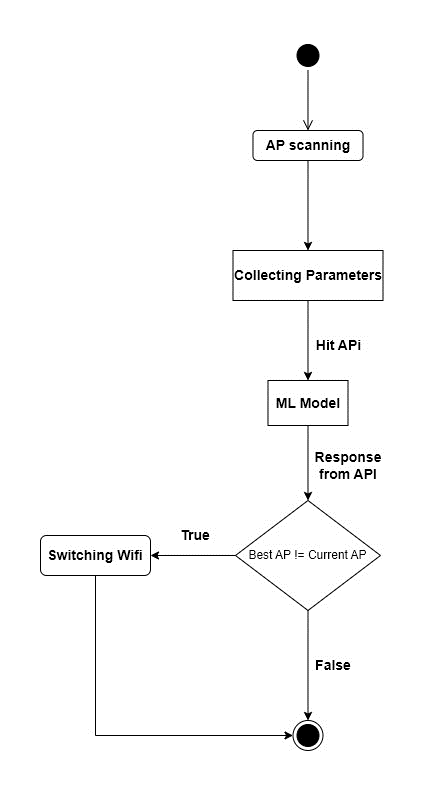 AP scanning
Collecting Parameters
Hit APi
ML Model
Response
from API
Best AP != Current AP
True
Switching Wifi
False